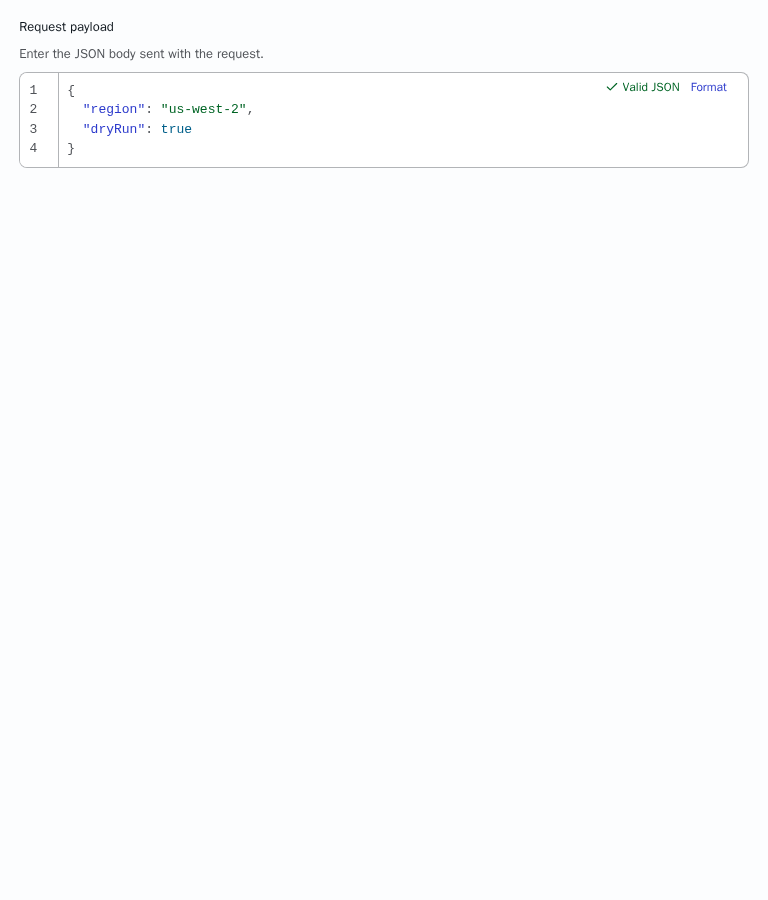 Request payload
Enter the JSON body sent with the request.
1 { Valid JSON Format
2   "region": "us-west-2",
3   "dryRun": true
4 }